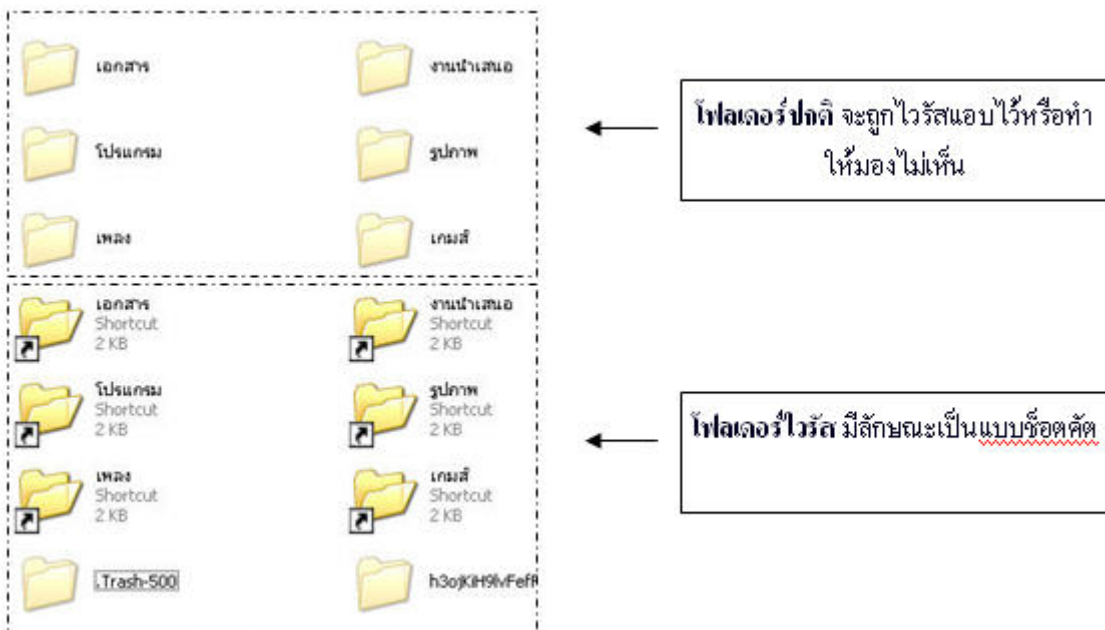 เอกสาร
งานนำเสนอ
โปรแกรม
รูปภาพ
เพลง
เกมส์
โฟลเดอร์ปกติ จะถูกไวรัสแอบไว้หรือทำ
ให้มองไม่เห็น
เอกสาร
Shortcut
2 KB
งานนำเสนอ
Shortcut
2 KB
โปรแกรม
Shortcut
2 KB
รูปภาพ
Shortcut
2 KB
เพลง
Shortcut
2 KB
เกมส์
Shortcut
2 KB
.Trash-500
โฟลเดอร์ไวรัส มีลักษณะเป็นแบบช็อตคัต